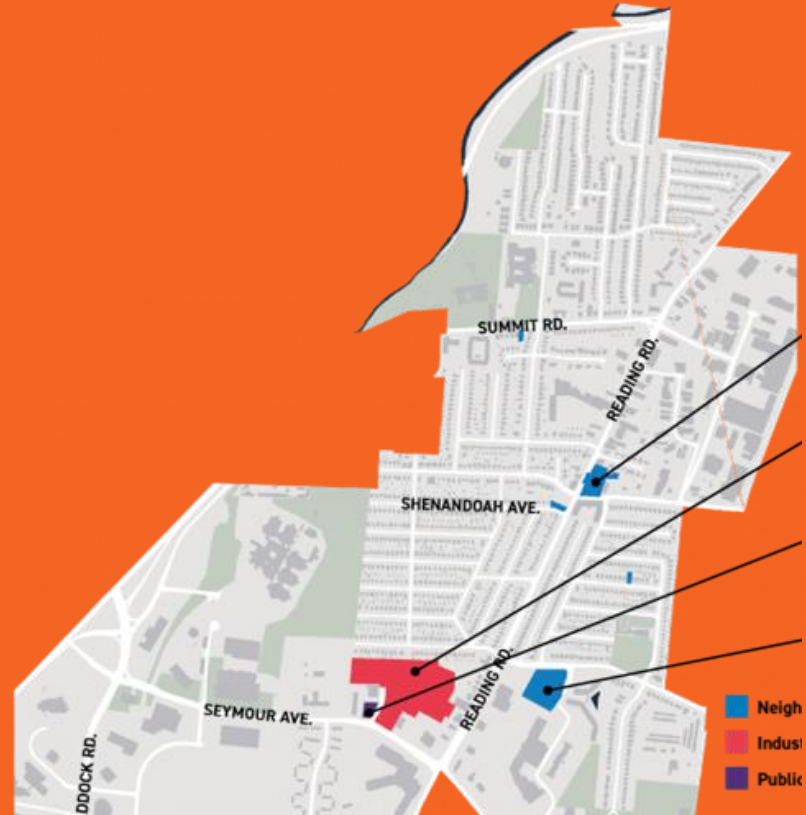 SUMMIT RD.
READING RD.
SHENANDOAH AVE.
READING RD.
SEYMOUR AVE.
DDOCK RD.
Neigh
Indust
Public